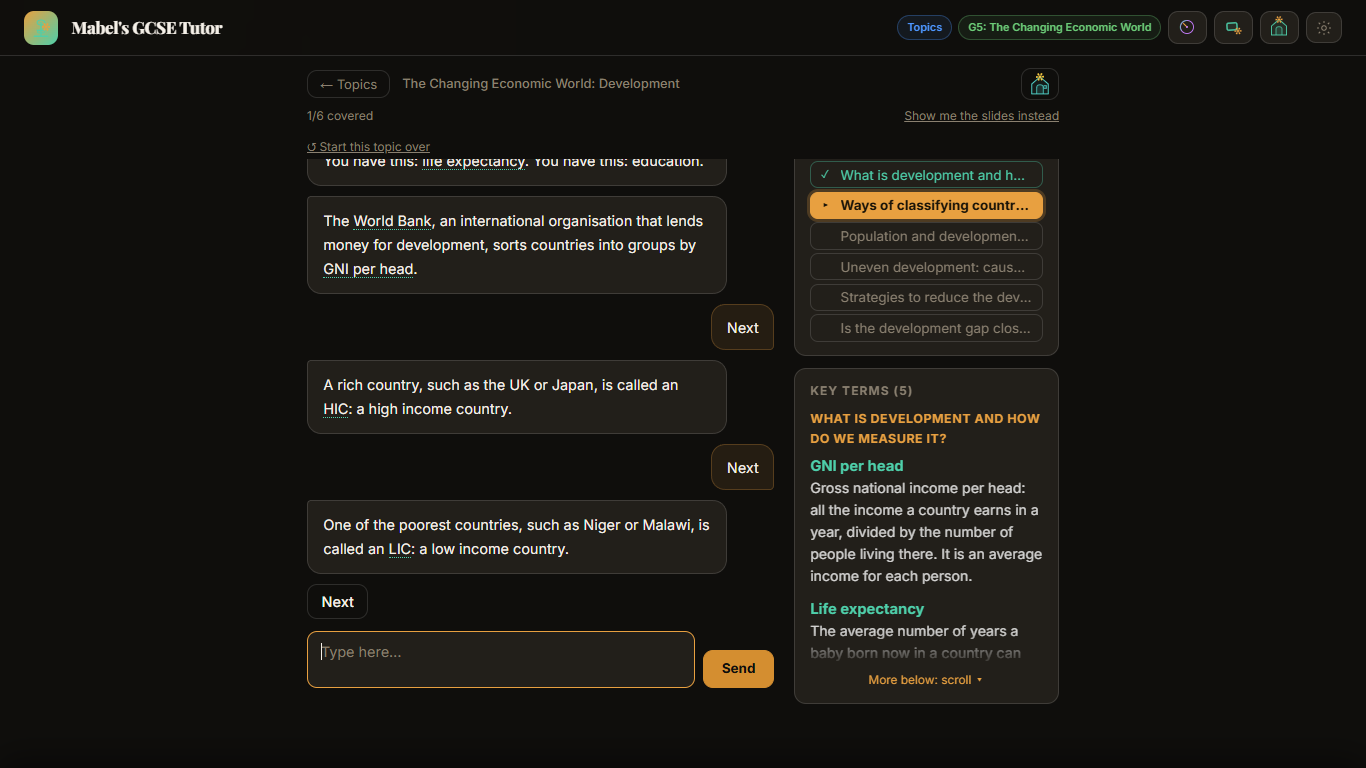 Mabel's GCSE Tutor
Topics
G5: The Changing Economic World
← Topics
The Changing Economic World: Development
1/6 covered
Show me the slides instead
↺ Start this topic over
You have this: life expectancy. You have this: education.
The World Bank, an international organisation that lends
money for development, sorts countries into groups by
GNI per head.
Next
A rich country, such as the UK or Japan, is called an
HIC: a high income country.
Next
One of the poorest countries, such as Niger or Malawi, is
called an LIC: a low income country.
Next
Type here...
Send
✓ What is development and h...
▸ Ways of classifying countr...
Population and developmen...
Uneven development: caus...
Strategies to reduce the dev...
Is the development gap clos...
KEY TERMS (5)
WHAT IS DEVELOPMENT AND HOW
DO WE MEASURE IT?
GNI per head
Gross national income per head:
all the income a country earns in a
year, divided by the number of
people living there. It is an average
income for each person.
Life expectancy
The average number of years a
baby born now in a country can
More below: scroll ▾